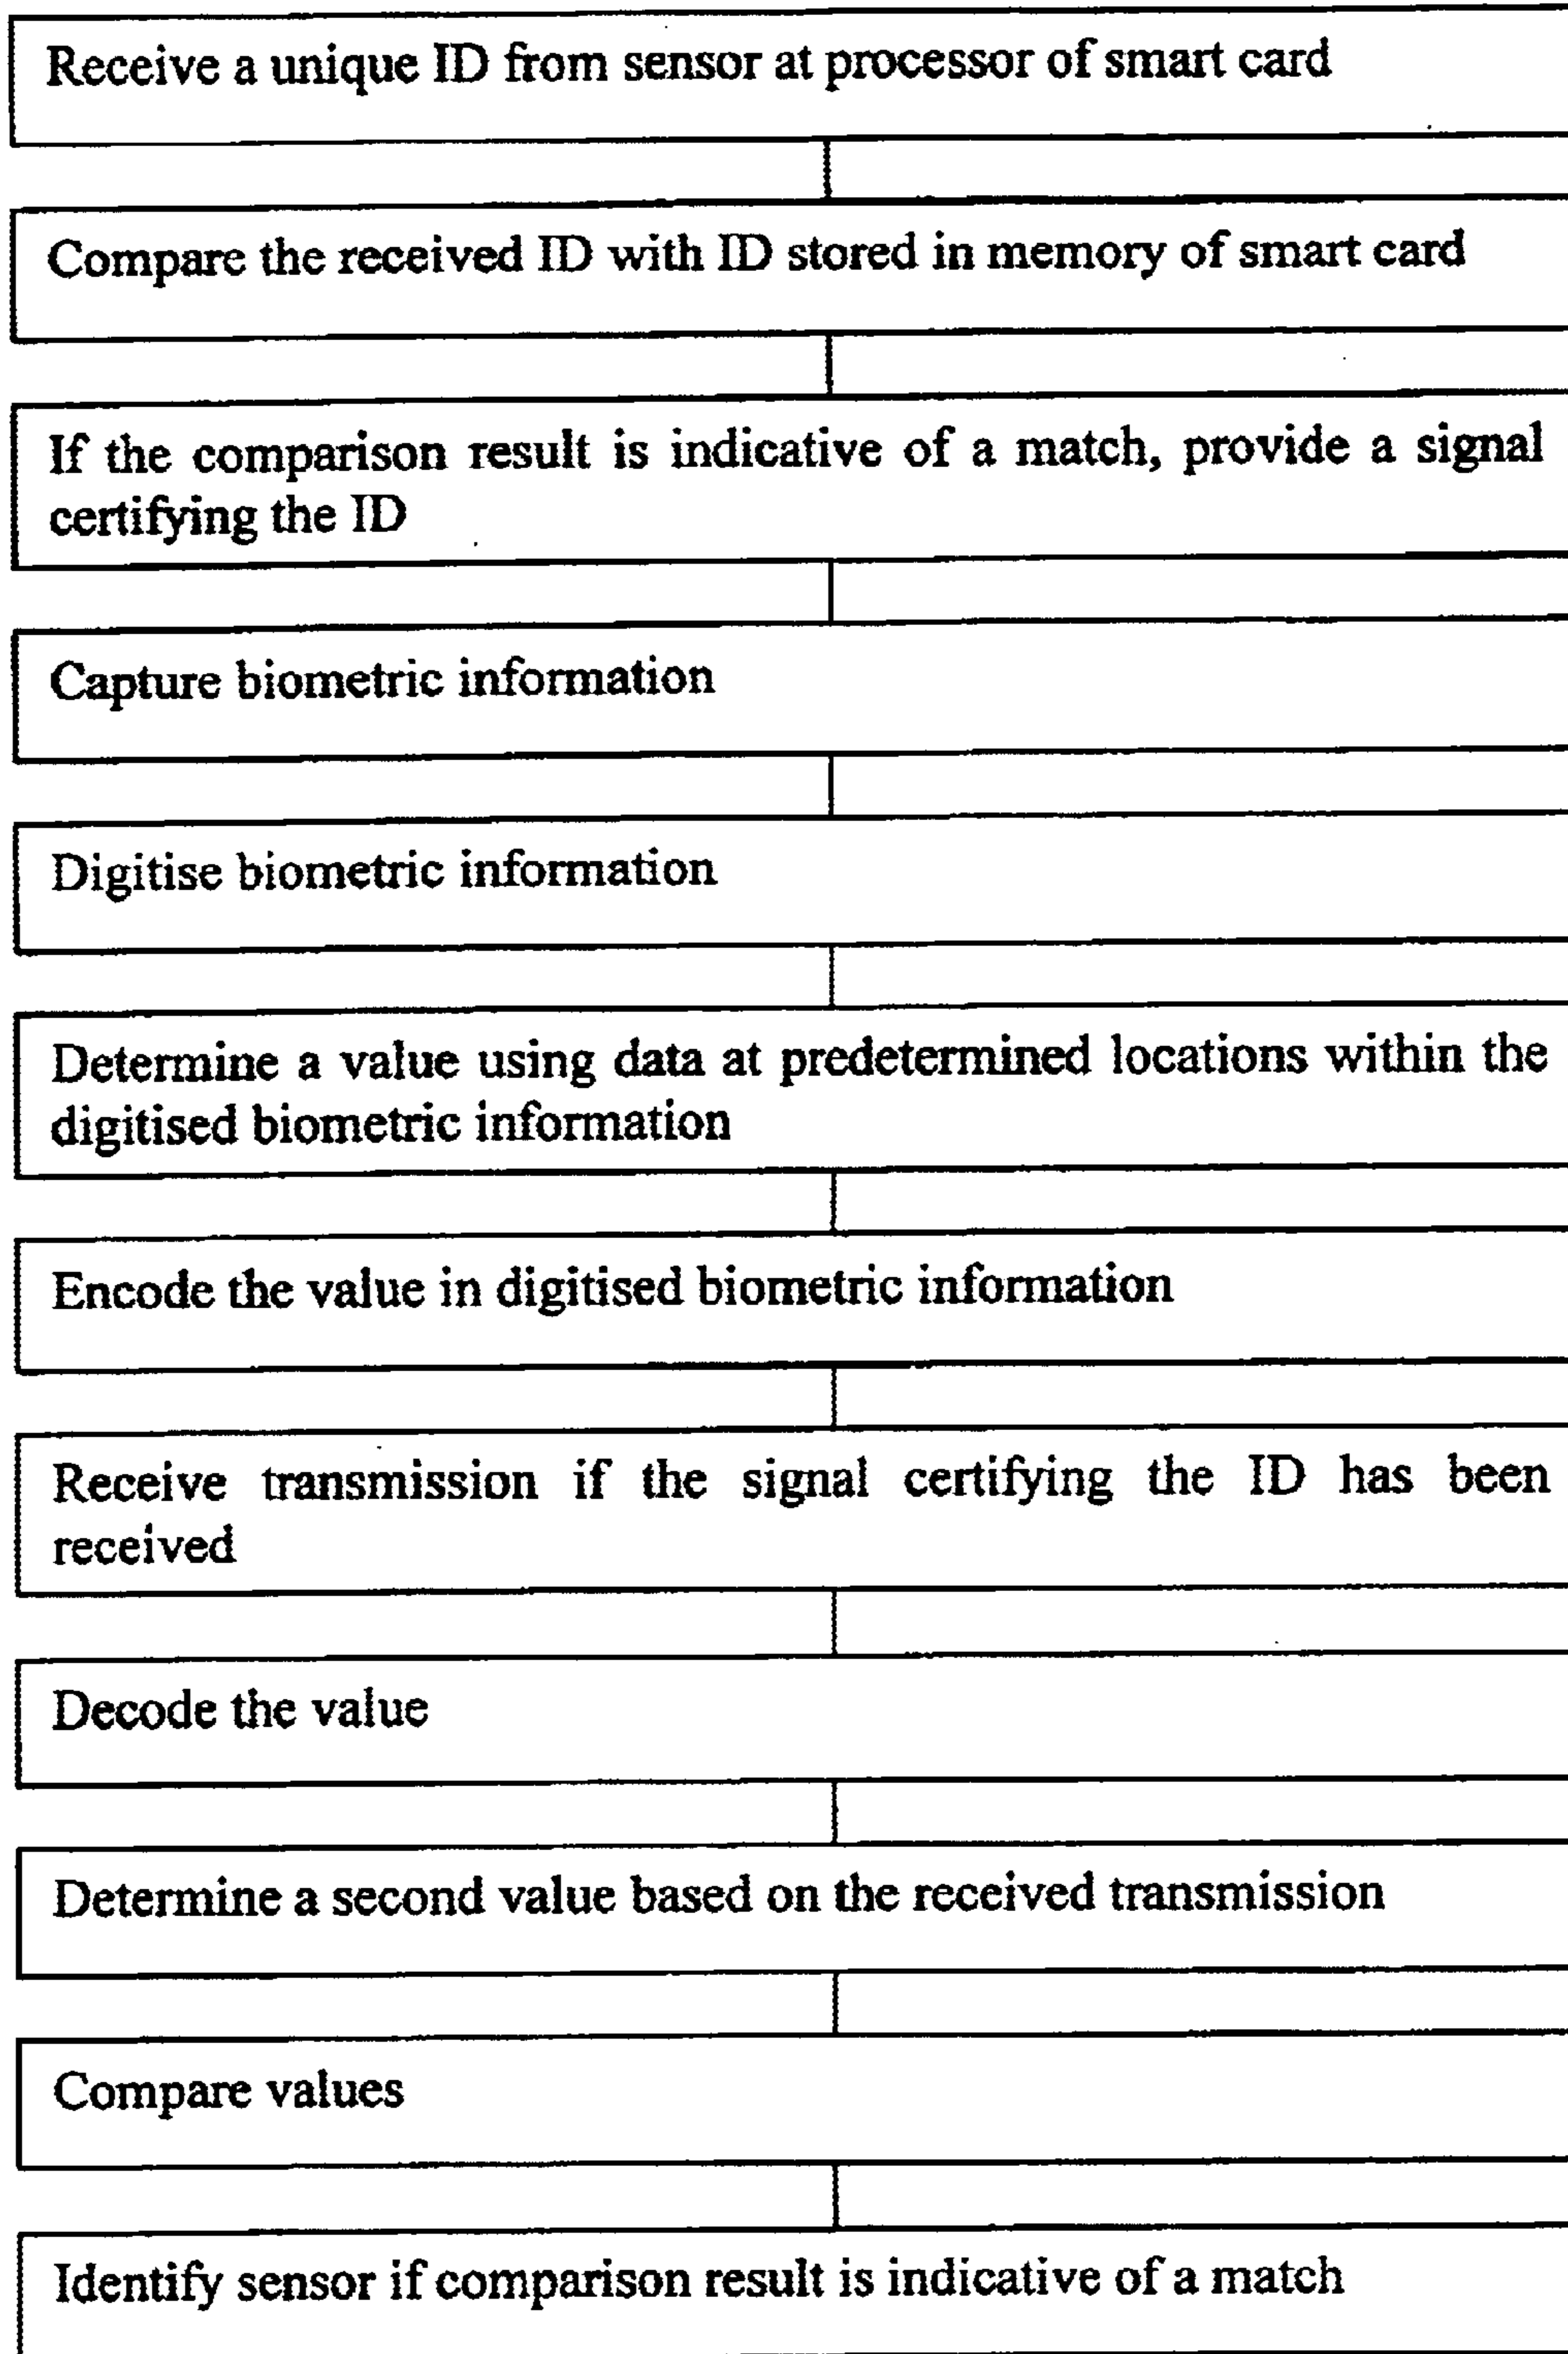 Receive a unique ID from sensor at processor of smart card
Compare the received ID with ID stored in memory of smart card
If the comparison result is indicative of a match, provide a signal
certifying the ID
Capture biometric information
Digitise biometric information
Determine a value using data at predetermined locations within the
digitised biometric information
Encode the value in digitised biometric information
Receive transmission if the signal certifying the ID has been
received
Decode the value
Determine a second value based on the received transmission
Compare values
Identify sensor if comparison result is indicative of a match